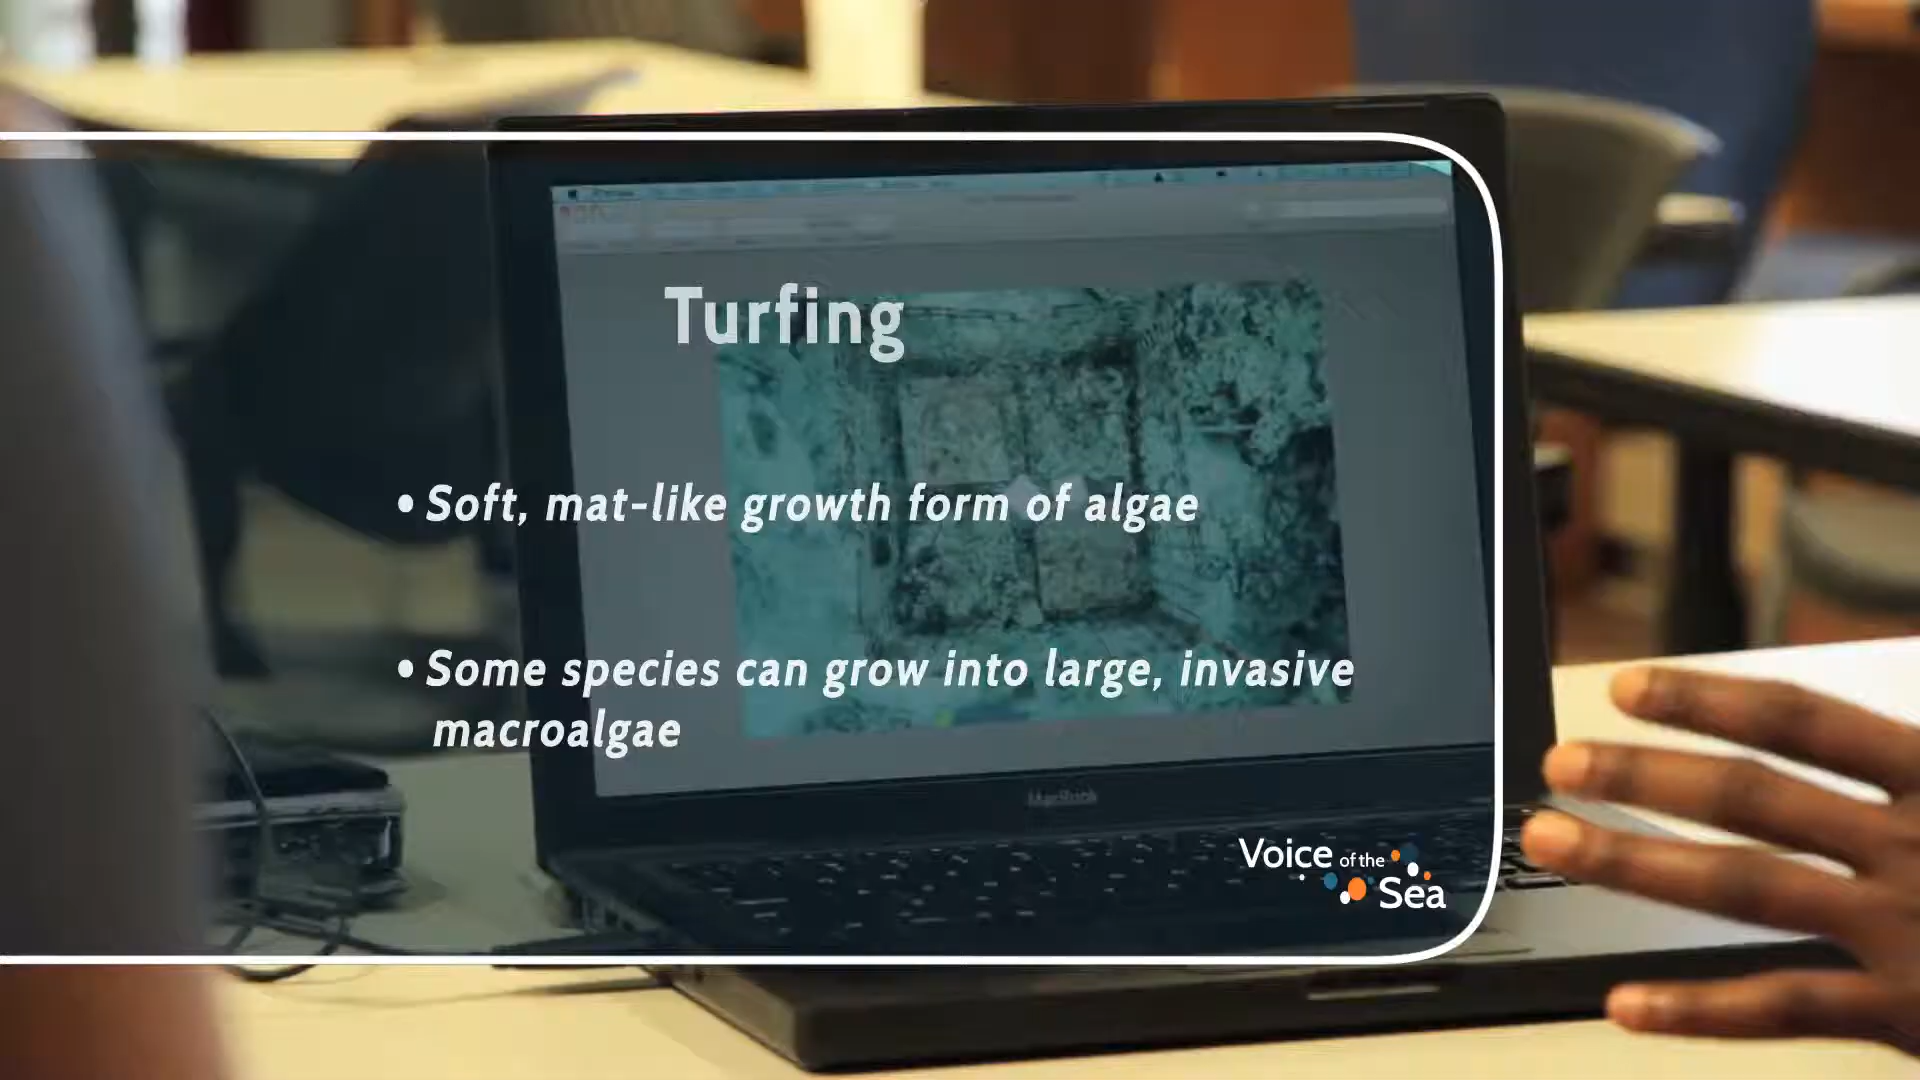 Turfing
• Soft, mat-like growth form of algae
• Some species can grow into large, invasive
macroalgae
MacBook
Voice of the
Sea